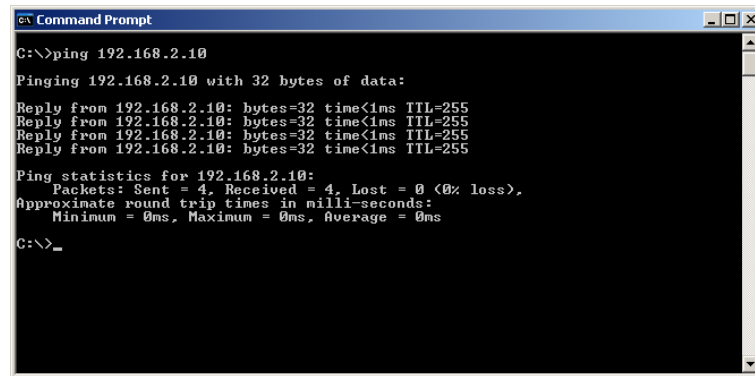 Command Prompt
C:\>ping 192.168.2.10
Pinging 192.168.2.10 with 32 bytes of data:
Reply from 192.168.2.10: bytes=32 time<1ms TTL=255
Reply from 192.168.2.10: bytes=32 time<1ms TTL=255
Reply from 192.168.2.10: bytes=32 time<1ms TTL=255
Reply from 192.168.2.10: bytes=32 time<1ms TTL=255
Ping statistics for 192.168.2.10:
    Packets: Sent = 4, Received = 4, Lost = 0 (0% loss),
Approximate round trip times in milli-seconds:
    Minimum = 0ms, Maximum = 0ms, Average = 0ms
C:\>_